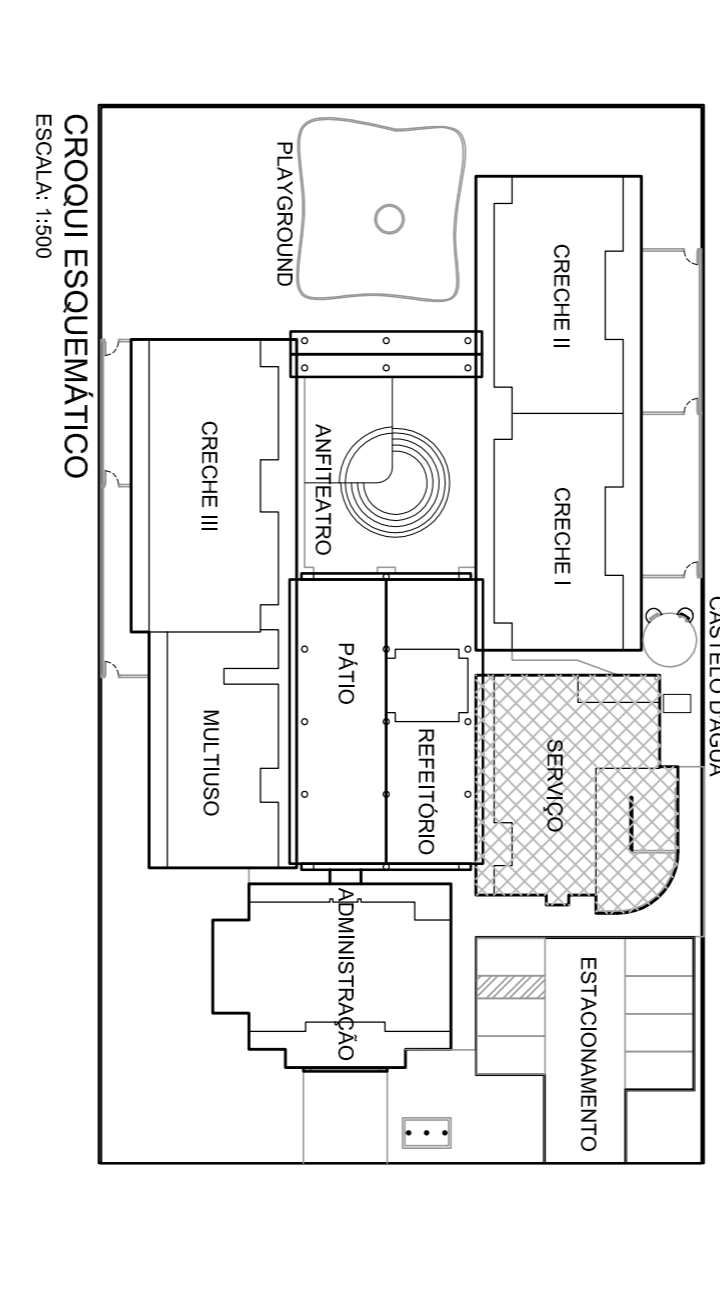 CASTELO D'ÁGUA
CRECHE II
CRECHE I
SERVIÇO
ESTACIONAMENTO
REFEITÓRIO
PÁTIO
ADMINISTRAÇÃO
ANFITEATRO
PLAYGROUND
CRECHE III
MULTIUSO
CROQUI ESQUEMÁTICO
ESCALA: 1:500